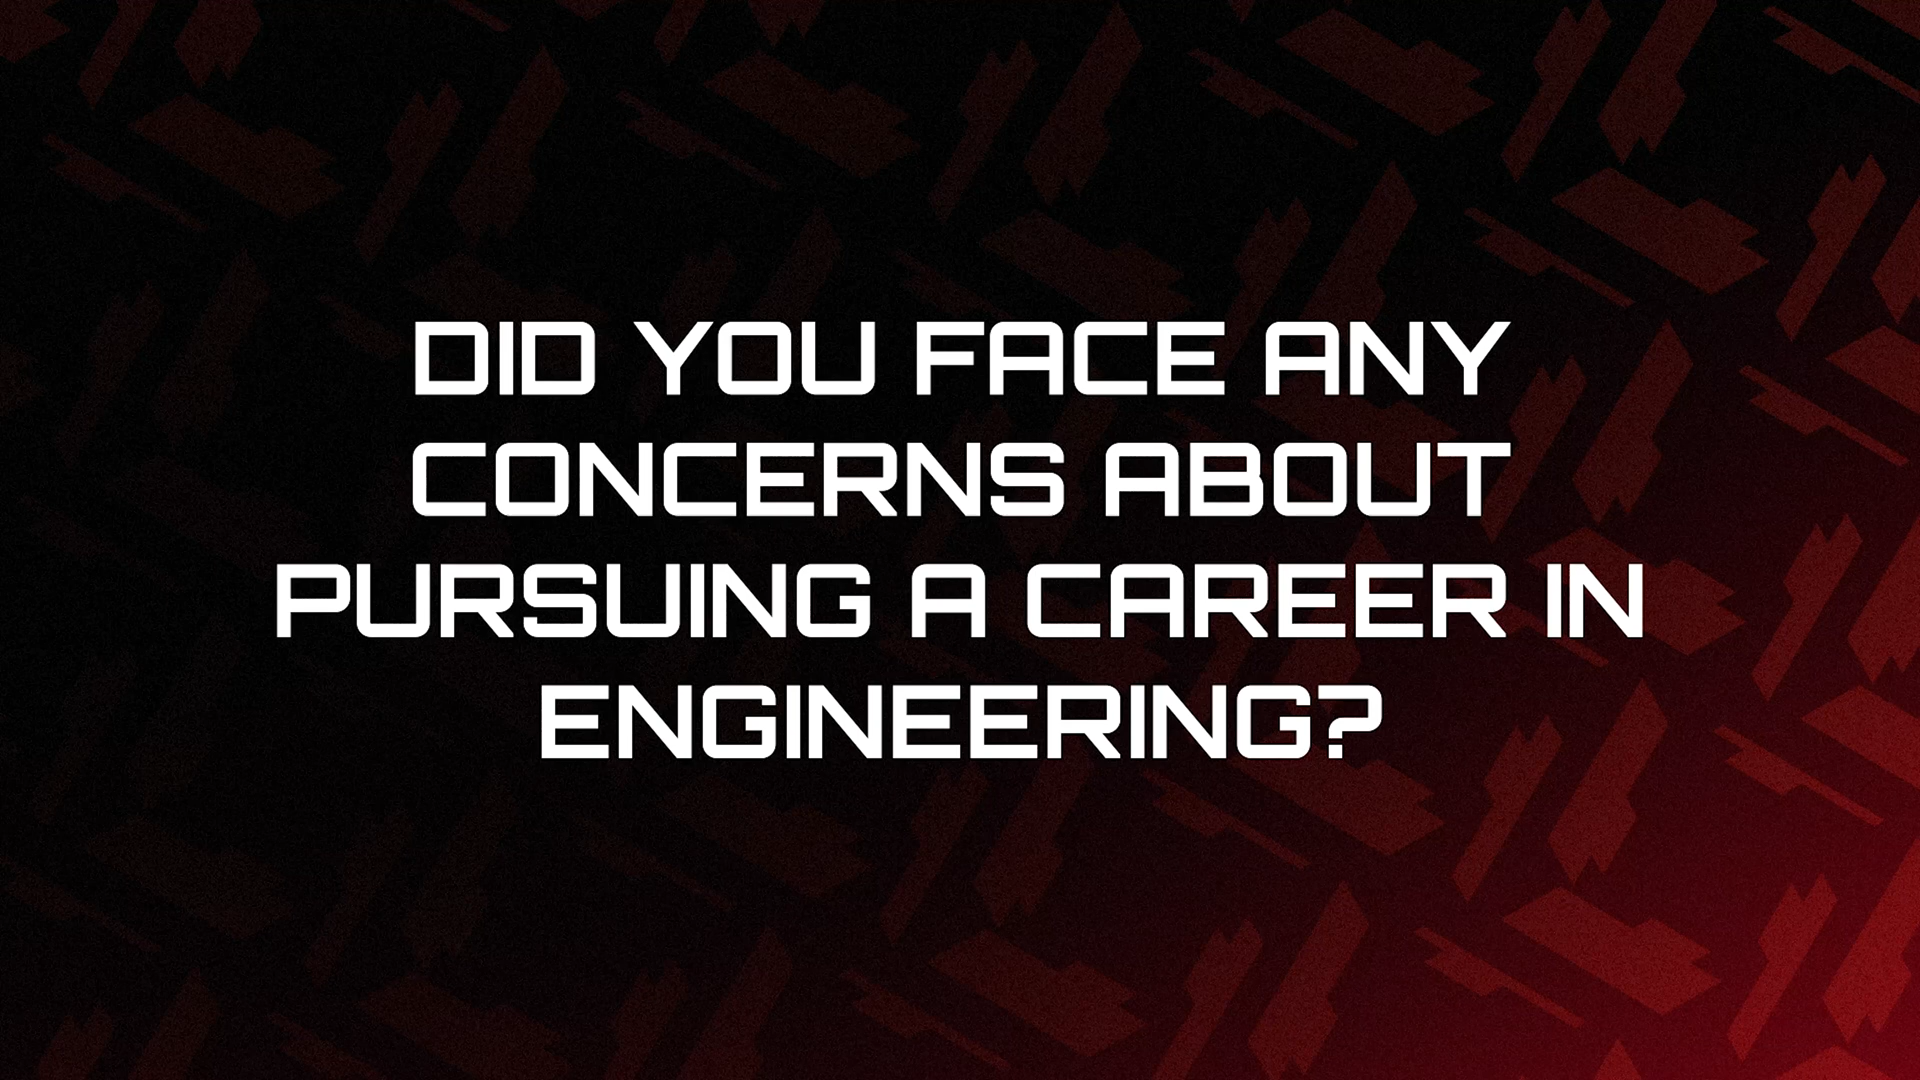 DID YOU FACE ANY
CONCERNS ABOUT
PURSUING A CAREER IN
ENGINEERING?